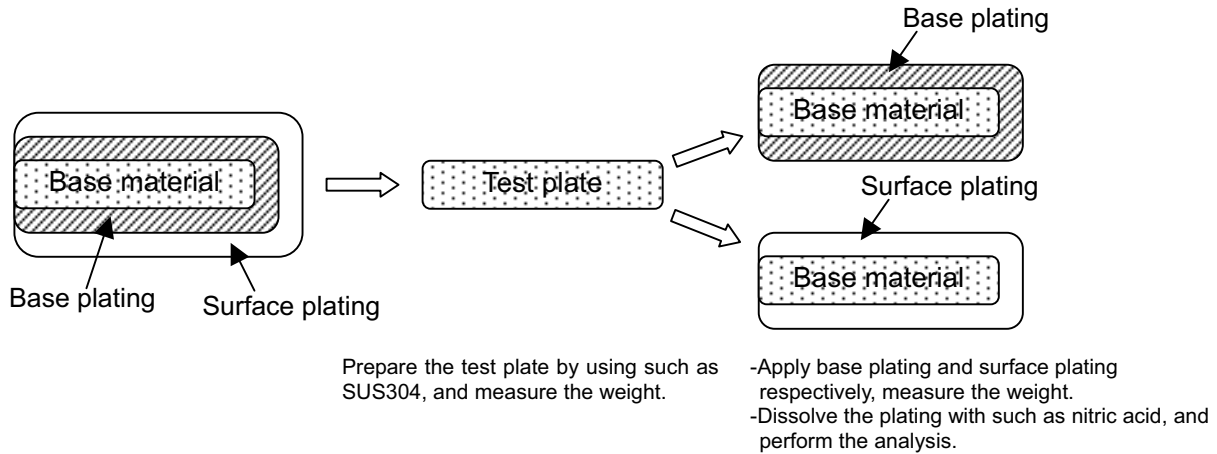 Base plating
Base material
Surface plating
Base material
Base material
Test plate
Base plating
Surface plating
Base material
Prepare the test plate by using such as
SUS304, and measure the weight.
-Apply base plating and surface plating
respectively, measure the weight.
-Dissolve the plating with such as nitric acid, and
perform the analysis.